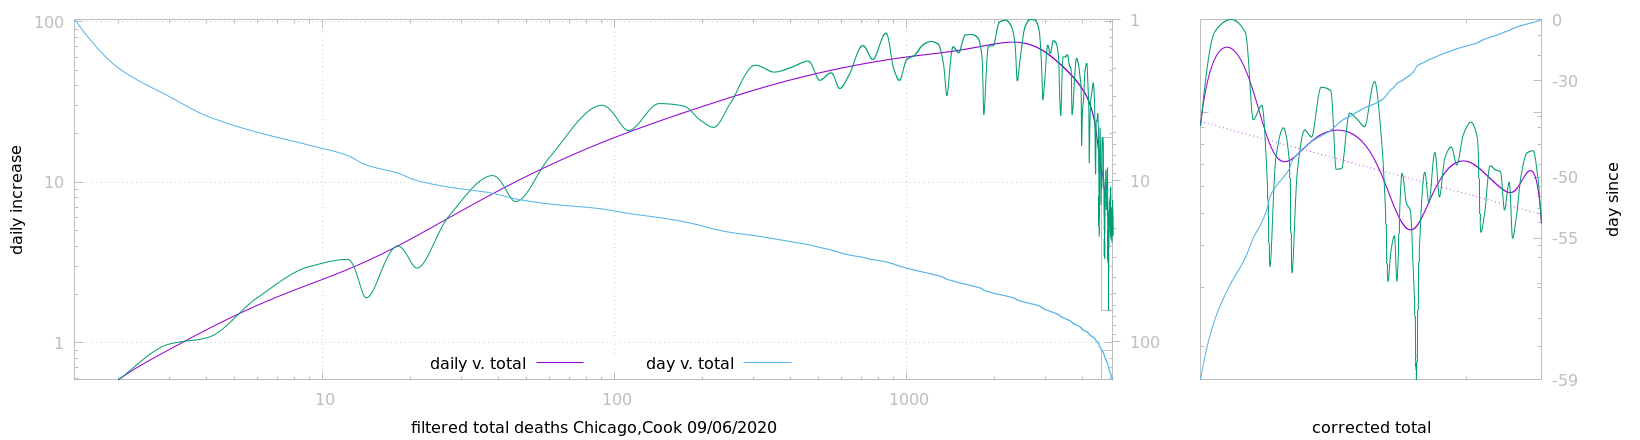 100
10
1
daily increase
10
100
1000
filtered total deaths Chicago,Cook 09/06/2020
daily v. total
day v. total
1
10
100
0
-30
-50
-55
-59
day since
corrected total